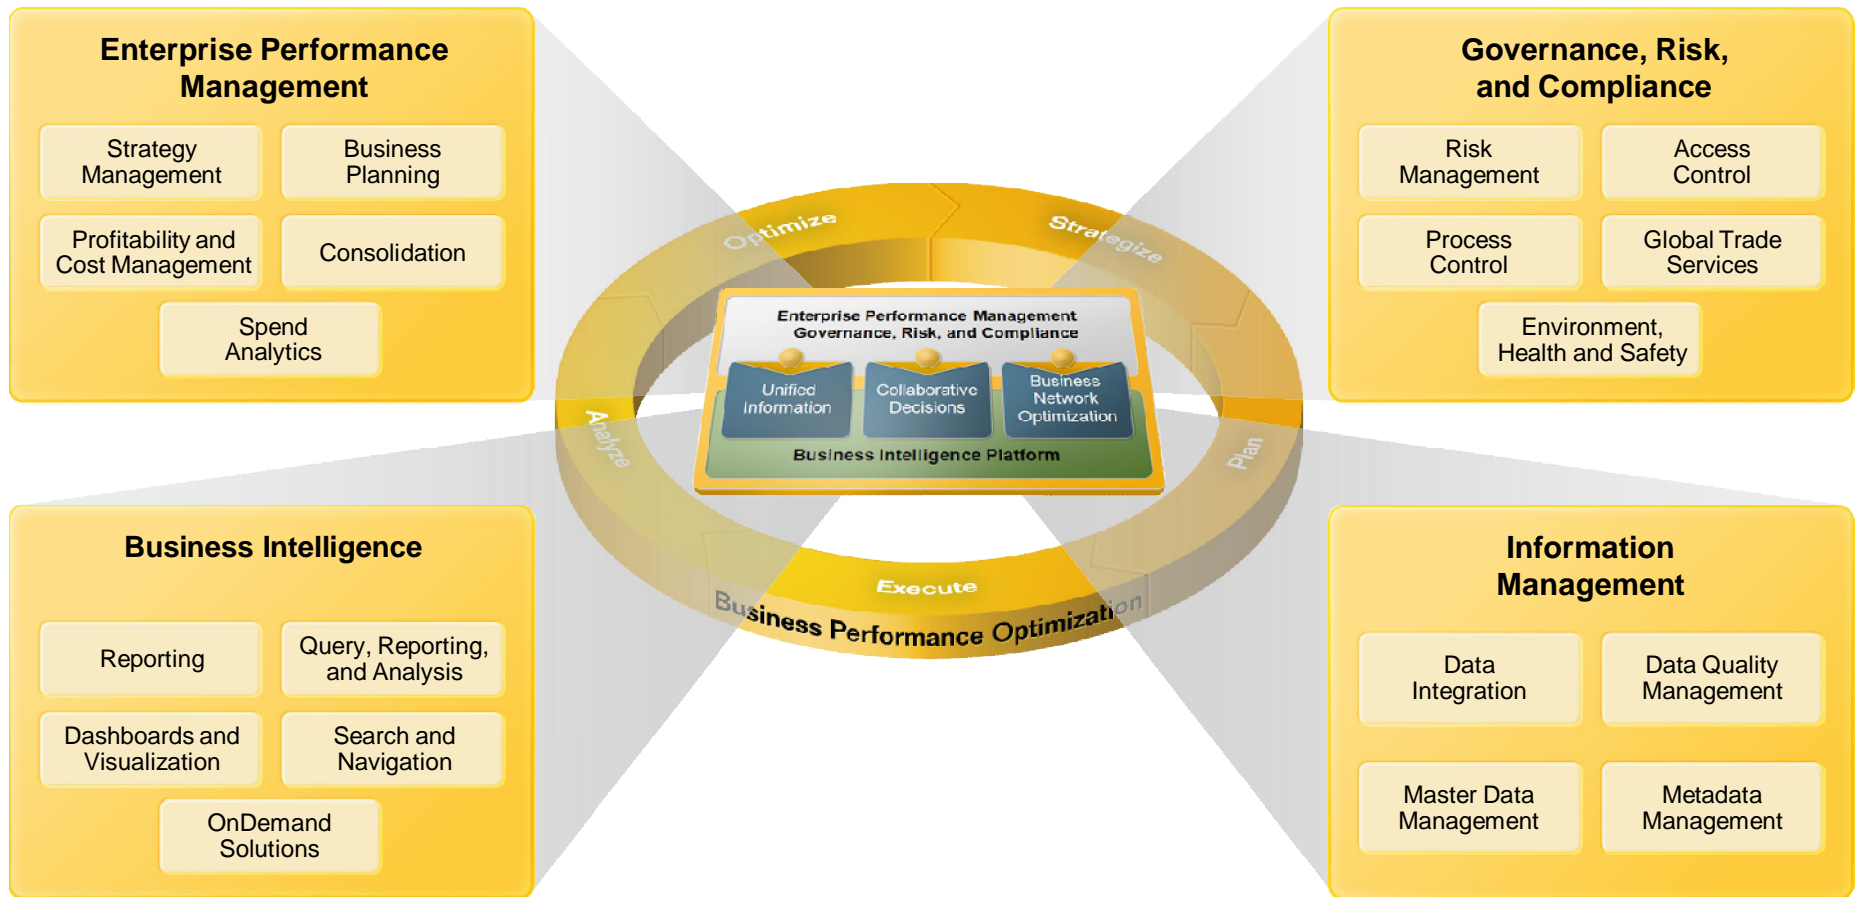 Enterprise Performance
Management
Strategy
Management
Business
Planning
Profitability and
Cost Management
Consolidation
Spend
Analytics
Governance, Risk,
and Compliance
Risk
Management
Access
Control
Process
Control
Global Trade
Services
Environment,
Health and Safety
Optimize
Strategize
Plan
Execute
Analyze
Business Performance Optimization
Enterprise Performance Management
Governance, Risk, and Compliance
Unified
Information
Collaborative
Decisions
Business
Network
Optimization
Business Intelligence Platform
Business Intelligence
Reporting
Query, Reporting,
and Analysis
Dashboards and
Visualization
Search and
Navigation
OnDemand
Solutions
Information
Management
Data
Integration
Data Quality
Management
Master Data
Management
Metadata
Management